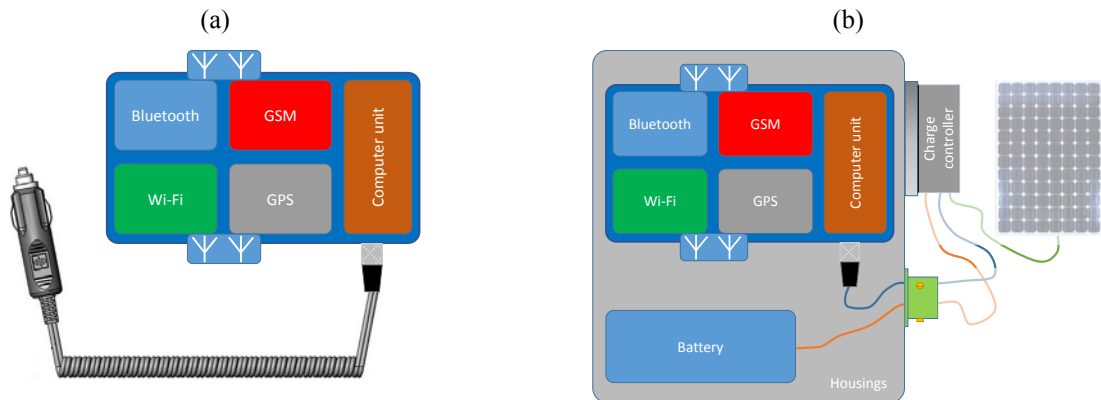 (a)
Bluetooth
GSM
Computer unit
Wi-Fi
GPS
(b)
Bluetooth
GSM
Computer unit
Wi-Fi
GPS
Charge
controller
Battery
Housings